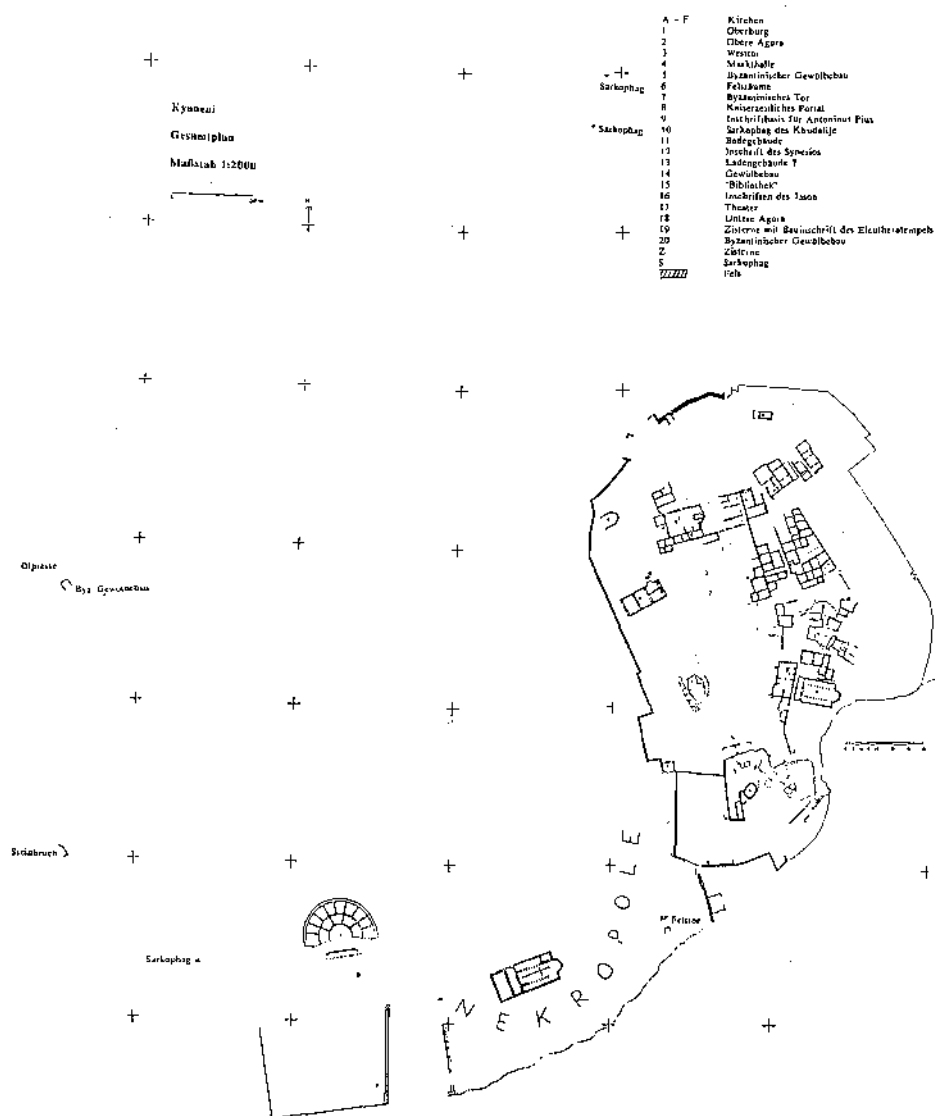 A - F Kirchen
1 Oberburg
2 Obere Agora
3 Westtor
4 Markthalle
5 Byzantinischer Gewölbebau
6 Felsräume
7 Byzantinisches Tor
8 Kaiserzeitliches Portal
9 Inschriftbasis für Antoninus Pius
10 Sarkophag des Khudalije
11 Badegebäude
12 Inschrift des Synesios
13 Ladengebäude ?
14 Gewölbebau
15 "Bibliothek"
16 Inschriften des Jason
17 Theater
18 Untere Agora
19 Zisterne mit Bauinschrift des Eleutheratempels
20 Byzantinischer Gewölbebau
Z Zisterne
S Sarkophag
Fels
Kyaneai
Gesamtplan
Maßstab 1:2000
N
Sarkophag
Sarkophag
Ölpresse
Byz. Gewölbebau
Steinbruch
Sarkophag
Felstor
NEKROPOLE